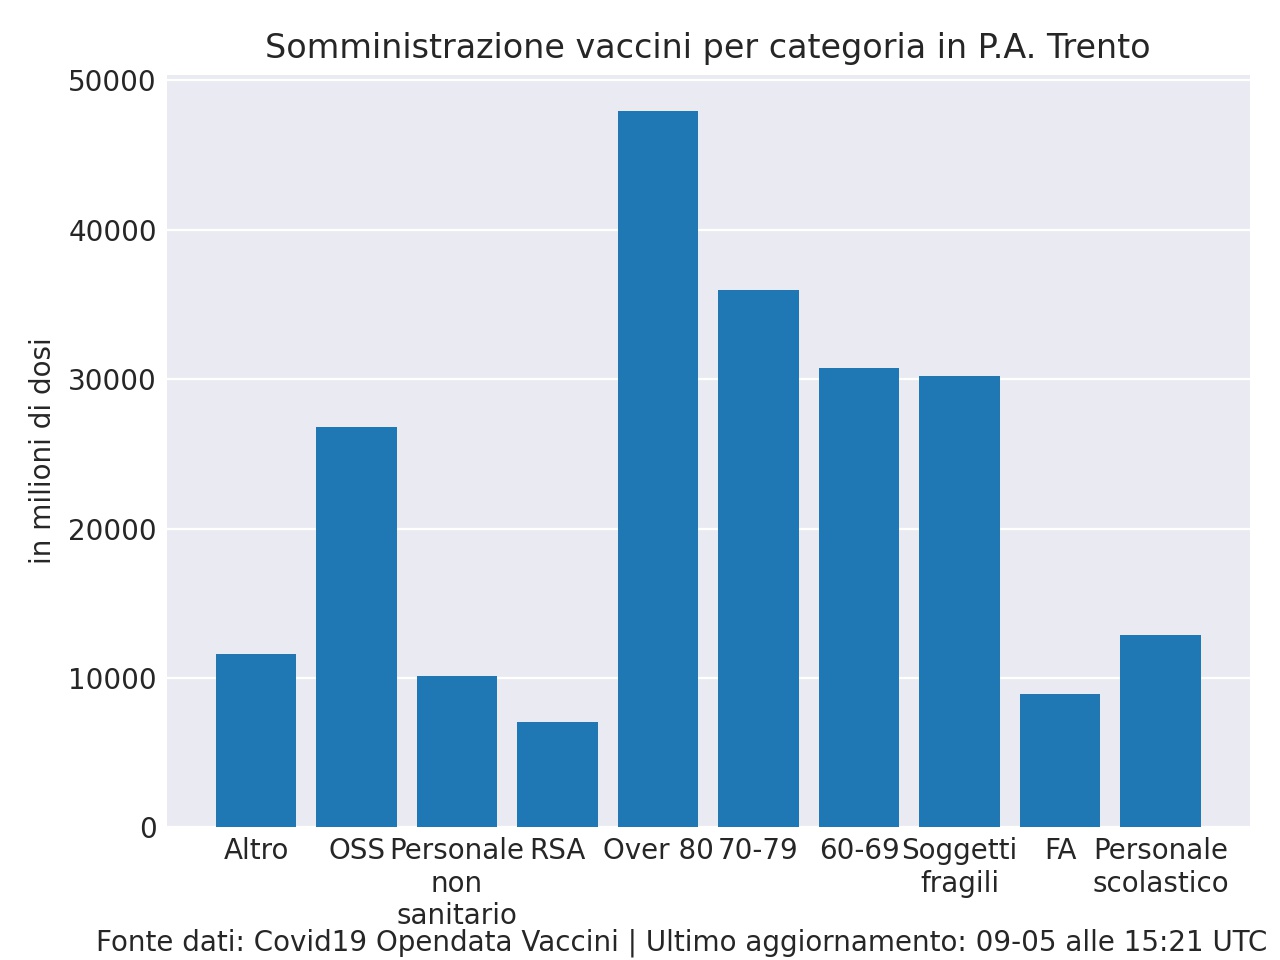 Somministrazione vaccini per categoria in P.A. Trento
50000
40000
30000
20000
10000
0
in milioni di dosi
Altro
OSS
Personale
non
sanitario
RSA
Over 80
70-79
60-69
Soggetti
fragili
FA
Personale
scolastico
Fonte dati: Covid19 Opendata Vaccini | Ultimo aggiornamento: 09-05 alle 15:21 UTC